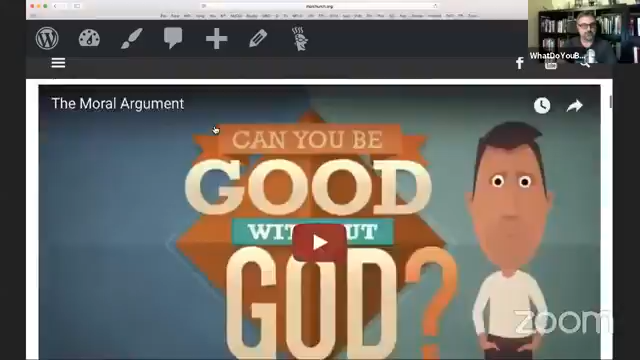 WhatDoYouB...
The Moral Argument
CAN YOU BE
GOOD
WITHOUT
GOD?
zoom